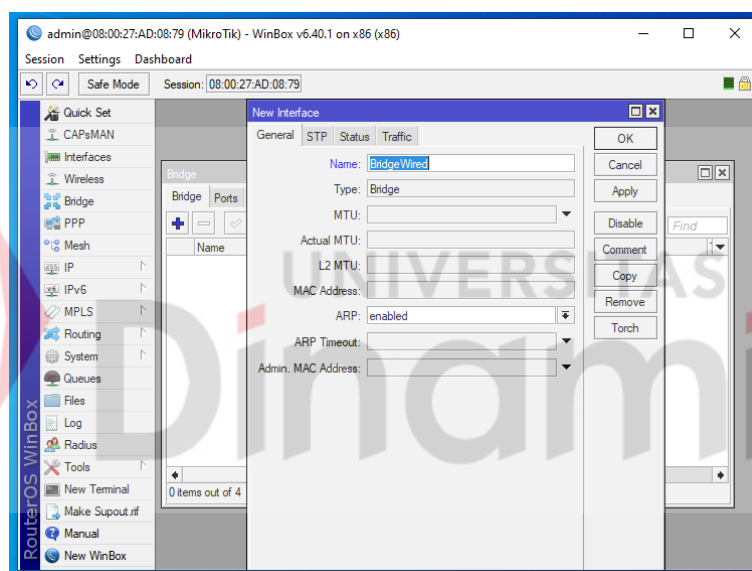 admin@08:00:27:AD:08:79 (MikroTik) - WinBox v6.40.1 on x86 (x86)
Session Settings Dashboard
Safe Mode Session: 08:00:27:AD:08:79
Quick Set
CAPsMAN
Interfaces
Wireless
Bridge
PPP
Mesh
IP
IPv6
MPLS
Routing
System
Queues
Files
Log
Radius
Tools
New Terminal
Make Supout.rif
Manual
New WinBox
RouterOS WinBox
Bridge
Bridge Ports
Find
Name
0 items out of 4
New Interface
General STP Status Traffic
Name: BridgeWired
Type: Bridge
MTU:
Actual MTU:
L2 MTU:
MAC Address:
ARP: enabled
ARP Timeout:
Admin. MAC Address:
OK
Cancel
Apply
Disable
Comment
Copy
Remove
Torch
UNIVERSITAS
Dinami